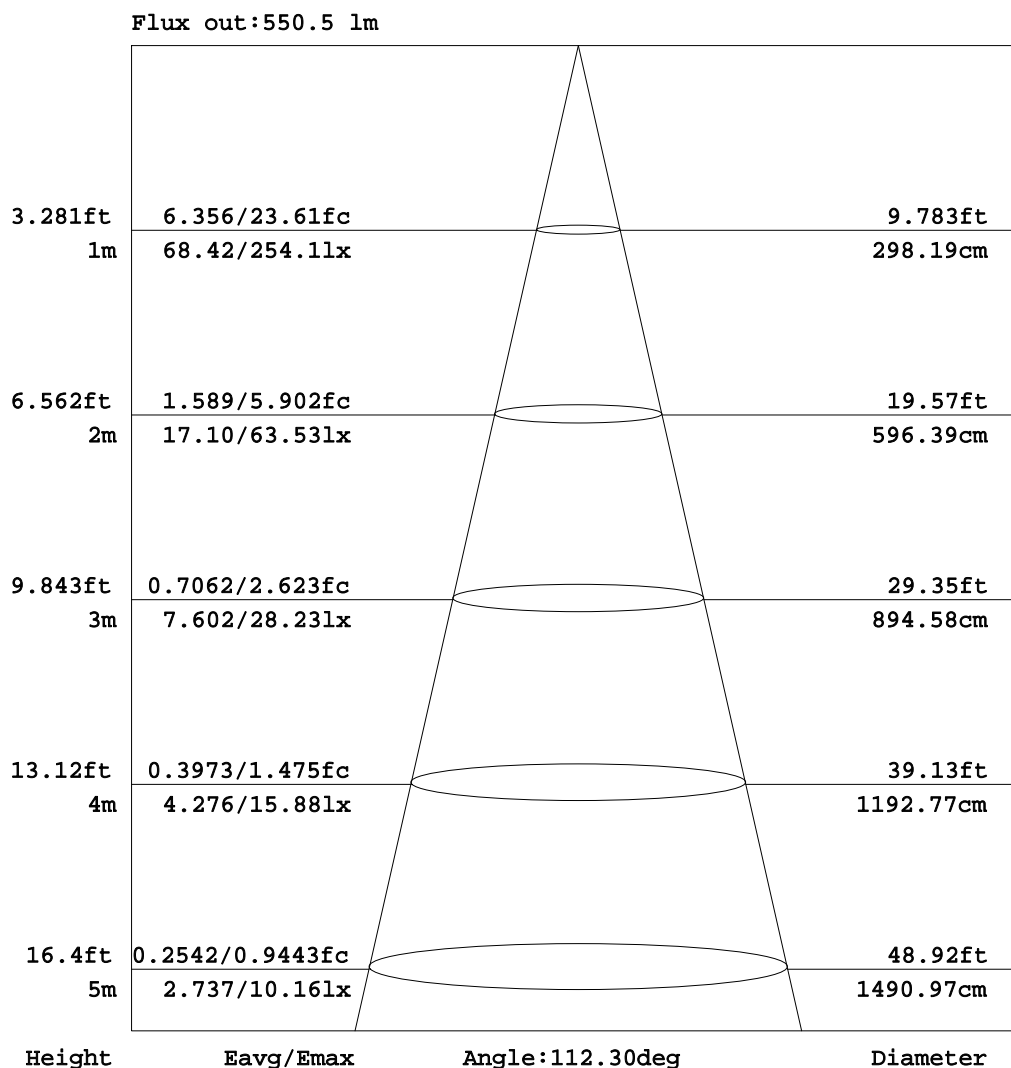 Flux out:550.5 lm
3.281ft 6.356/23.61fc 9.783ft
1m 68.42/254.1lx 298.19cm
6.562ft 1.589/5.902fc 19.57ft
2m 17.10/63.53lx 596.39cm
9.843ft 0.7062/2.623fc 29.35ft
3m 7.602/28.23lx 894.58cm
13.12ft 0.3973/1.475fc 39.13ft
4m 4.276/15.88lx 1192.77cm
16.4ft 0.2542/0.9443fc 48.92ft
5m 2.737/10.16lx 1490.97cm
Height Eavg/Emax Angle:112.30deg Diameter